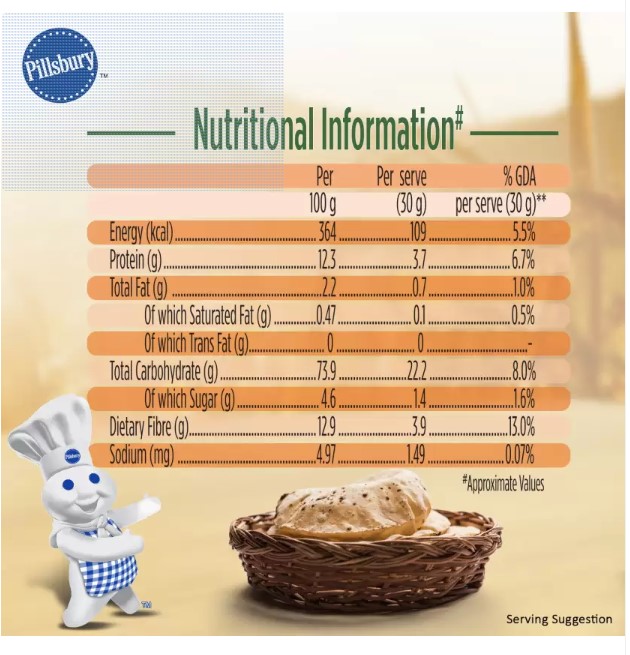 Pillsbury TM
Nutritional Information#
Per Per serve % GDA
100 g (30 g) per serve (30 g)**
Energy (kcal) 364 109 5.5%
Protein (g) 12.3 3.7 6.7%
Total Fat (g) 2.2 0.7 1.0%
Of which Saturated Fat (g) 0.47 0.1 0.5%
Of which Trans Fat (g) 0 0 -
Total Carbohydrate (g) 73.9 22.2 8.0%
Of which Sugar (g) 4.6 1.4 1.6%
Dietary Fibre (g) 12.9 3.9 13.0%
Sodium (mg) 4.97 1.49 0.07%
#Approximate Values
Pillsbury
TM
Serving Suggestion